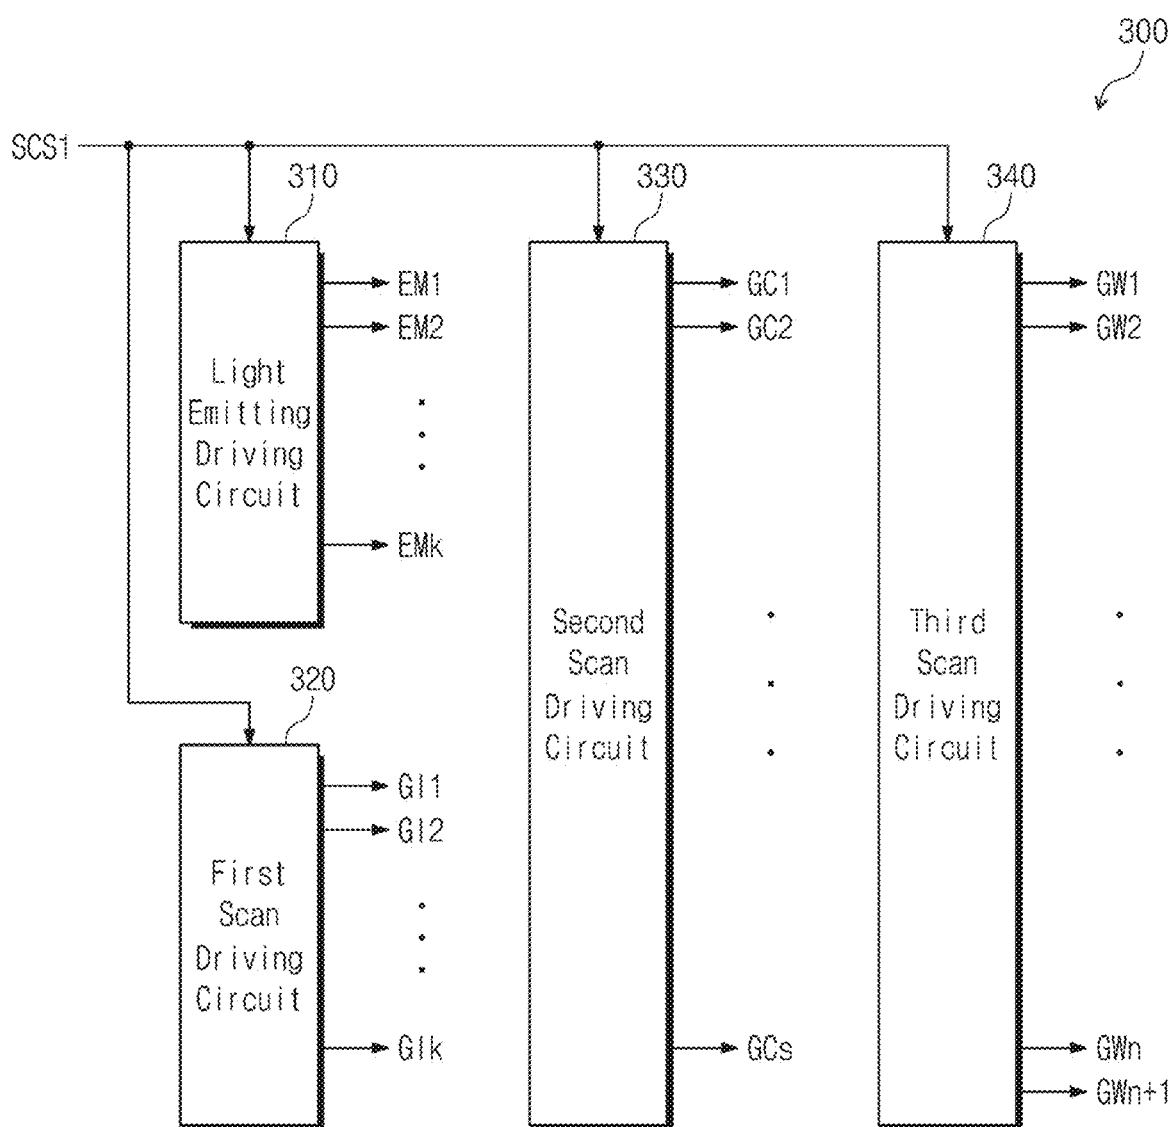 300
SCS1
310
330
340
EM1
EM2
Light
Emitting
Driving
Circuit
EMk
GC1
GC2
Second
Scan
Driving
Circuit
GCs
GW1
GW2
Third
Scan
Driving
Circuit
GWn
GWn+1
320
GI1
GI2
First
Scan
Driving
Circuit
GIk